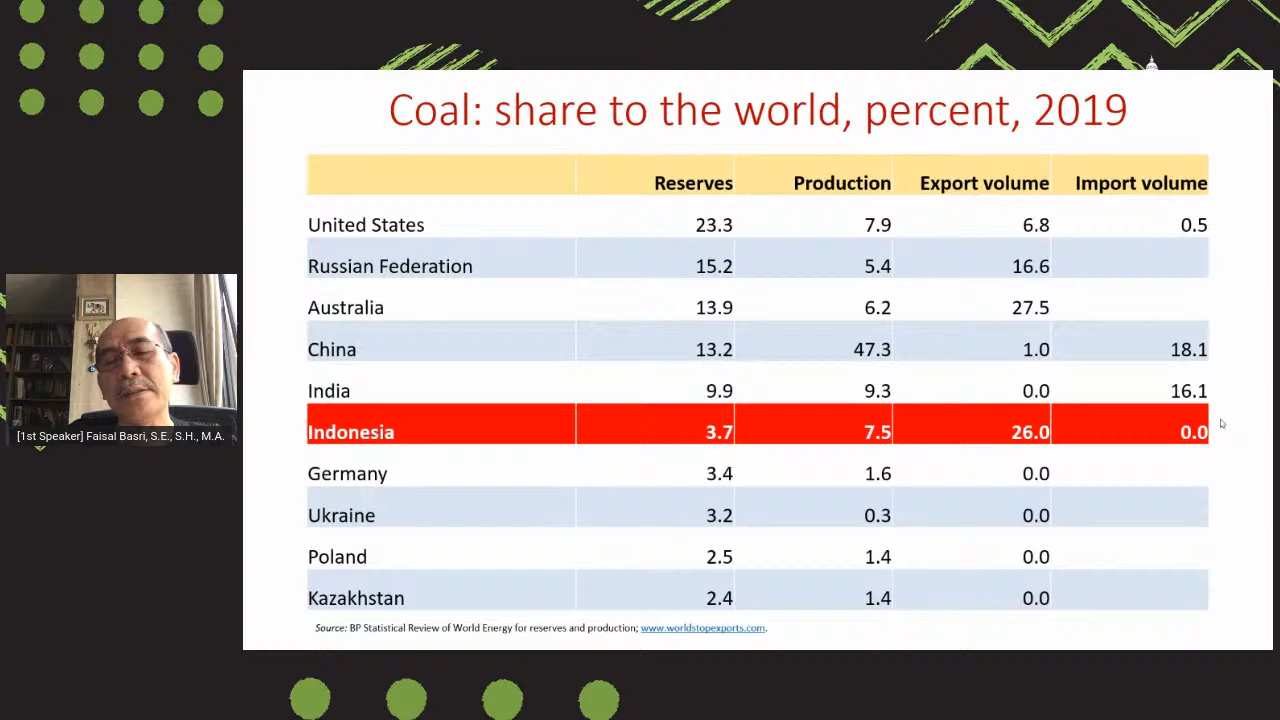 Coal: share to the world, percent, 2019
Reserves Production Export volume Import volume
United States 23.3 7.9 6.8 0.5
Russian Federation 15.2 5.4 16.6
Australia 13.9 6.2 27.5
China 13.2 47.3 1.0 18.1
India 9.9 9.3 0.0 16.1
Indonesia 3.7 7.5 26.0 0.0
Germany 3.4 1.6 0.0
Ukraine 3.2 0.3 0.0
Poland 2.5 1.4 0.0
Kazakhstan 2.4 1.4 0.0
Source: BP Statistical Review of World Energy for reserves and production; www.worldstopexports.com.
[1st Speaker] Faisal Basri, S.E., S.H., M.A.